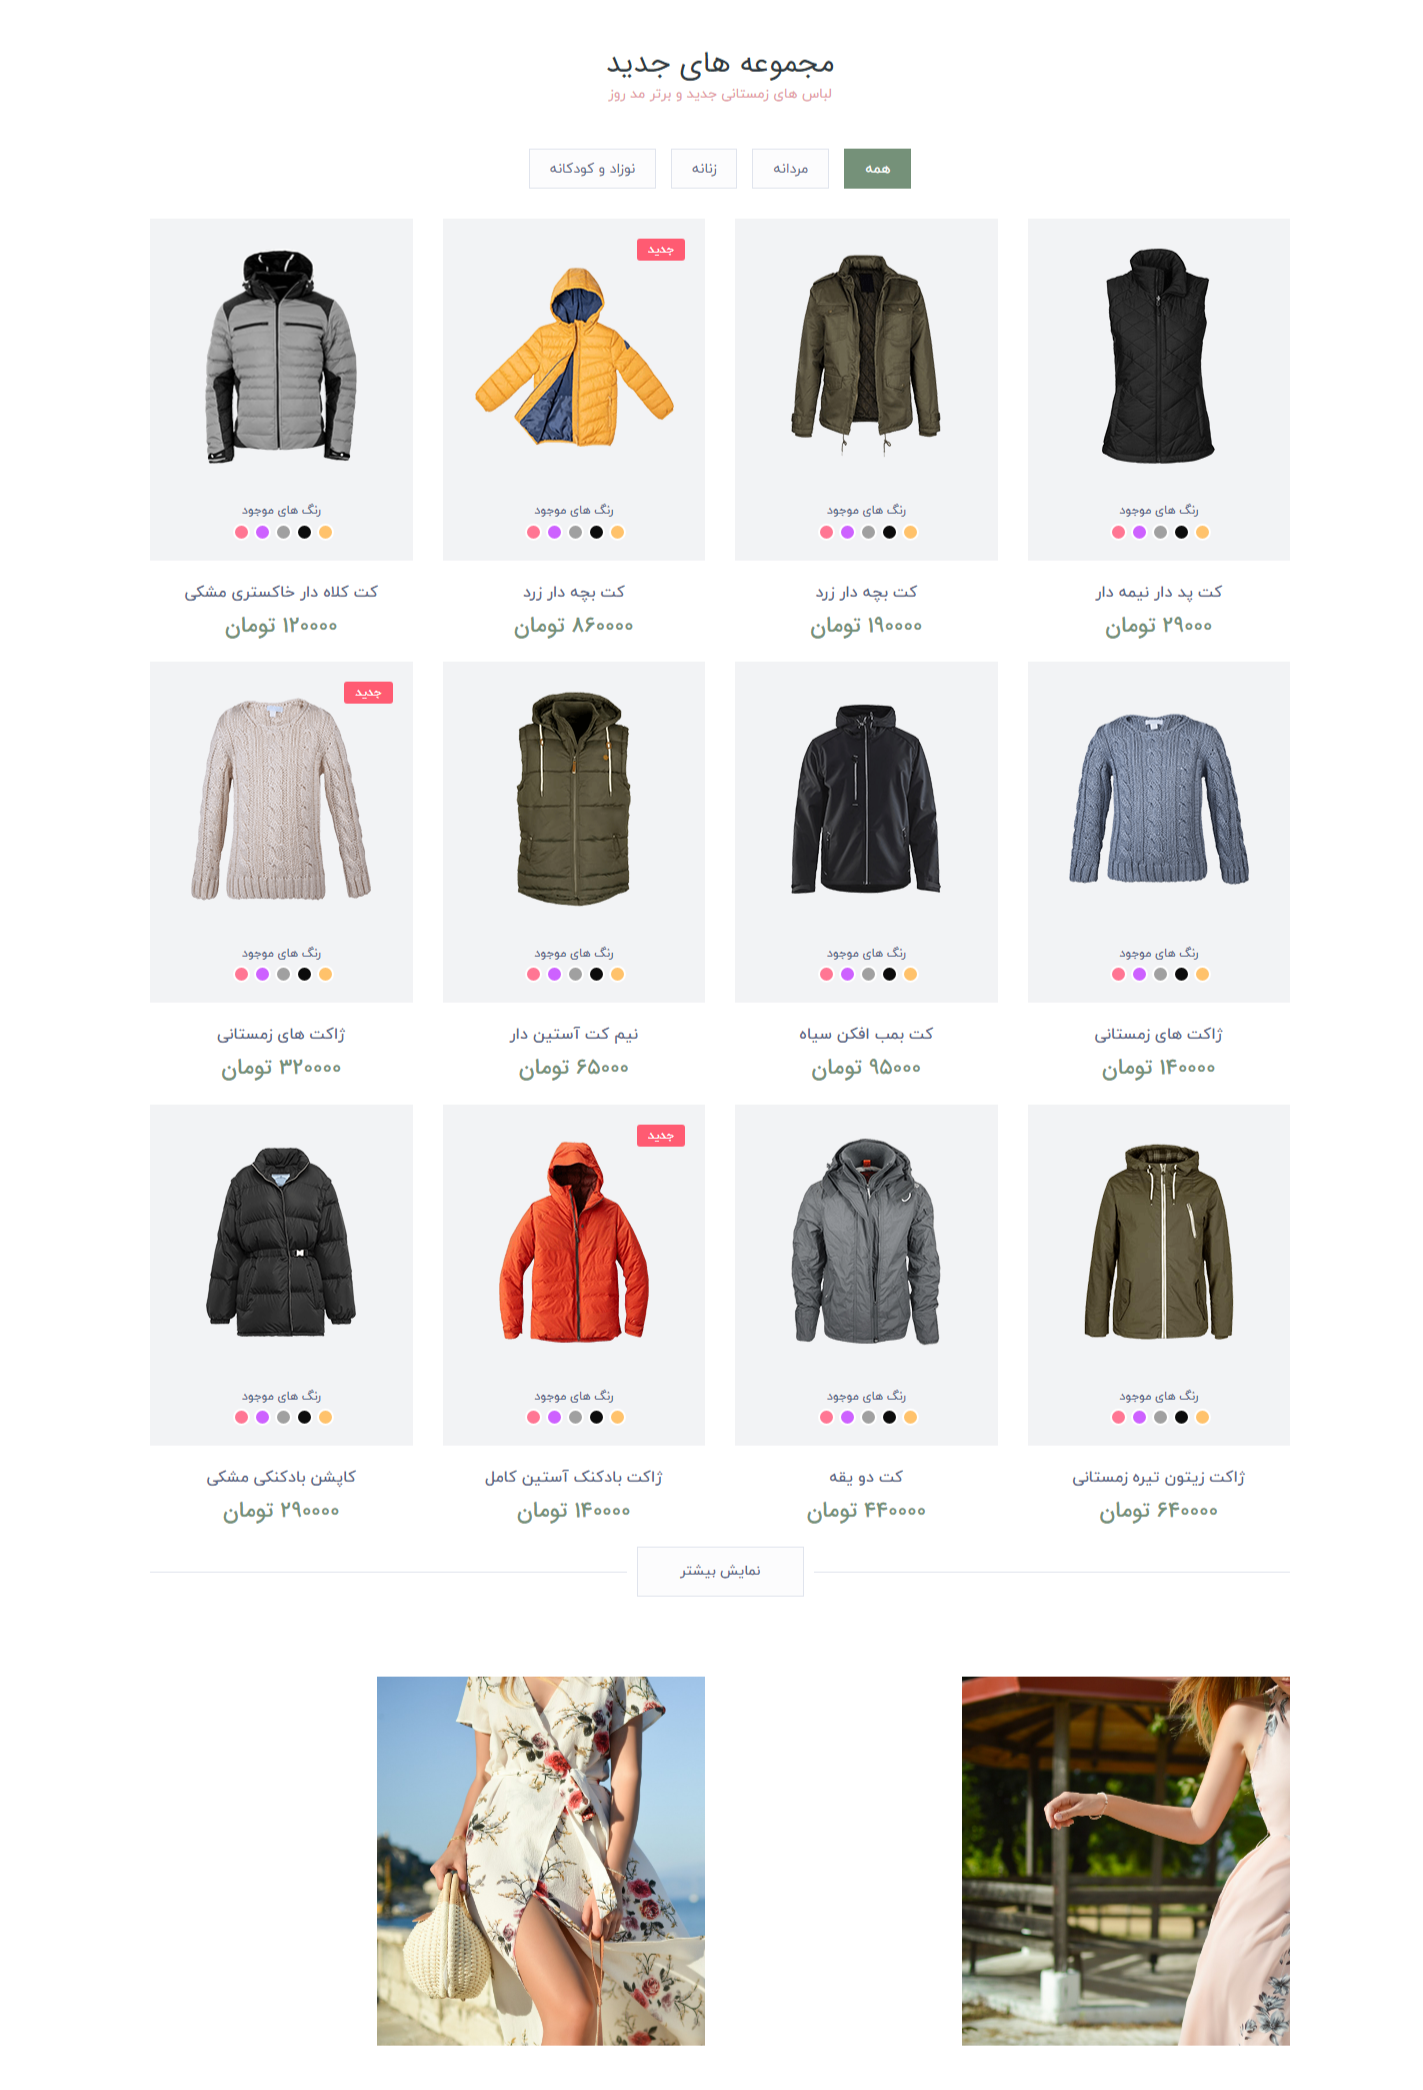 مجموعه های جدید
لباس های زمستانی جدید و برتر مد روز
همه
مردانه
زنانه
نوزاد و کودکانه
رنگ های موجود
کت پد دار نیمه دار
۲۹۰۰۰ تومان
رنگ های موجود
کت بچه دار زرد
۱۹۰۰۰۰ تومان
جدید
رنگ های موجود
کت بچه دار زرد
۸۶۰۰۰۰ تومان
رنگ های موجود
کت کلاه دار خاکستری مشکی
۱۲۰۰۰۰ تومان
رنگ های موجود
ژاکت های زمستانی
۱۴۰۰۰۰ تومان
رنگ های موجود
کت بمب افکن سیاه
۹۵۰۰۰ تومان
رنگ های موجود
نیم کت آستین دار
۶۵۰۰۰ تومان
جدید
رنگ های موجود
ژاکت های زمستانی
۳۲۰۰۰۰ تومان
رنگ های موجود
ژاکت زیتون تیره زمستانی
۶۴۰۰۰۰ تومان
رنگ های موجود
کت دو یقه
۴۴۰۰۰۰ تومان
جدید
رنگ های موجود
ژاکت بادکنک آستین کامل
۱۴۰۰۰۰ تومان
رنگ های موجود
کاپشن بادکنکی مشکی
۲۹۰۰۰۰ تومان
نمایش بیشتر